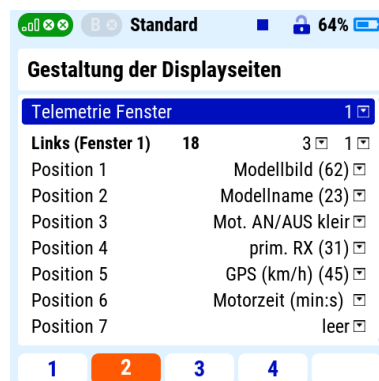 B Standard 64%
Gestaltung der Displayseiten
Telemetrie Fenster 1
Links (Fenster 1) 18 3 1
Position 1 Modellbild (62)
Position 2 Modellname (23)
Position 3 Mot. AN/AUS kleir
Position 4 prim. RX (31)
Position 5 GPS (km/h) (45)
Position 6 Motorzeit (min:s)
Position 7 leer
1 2 3 4